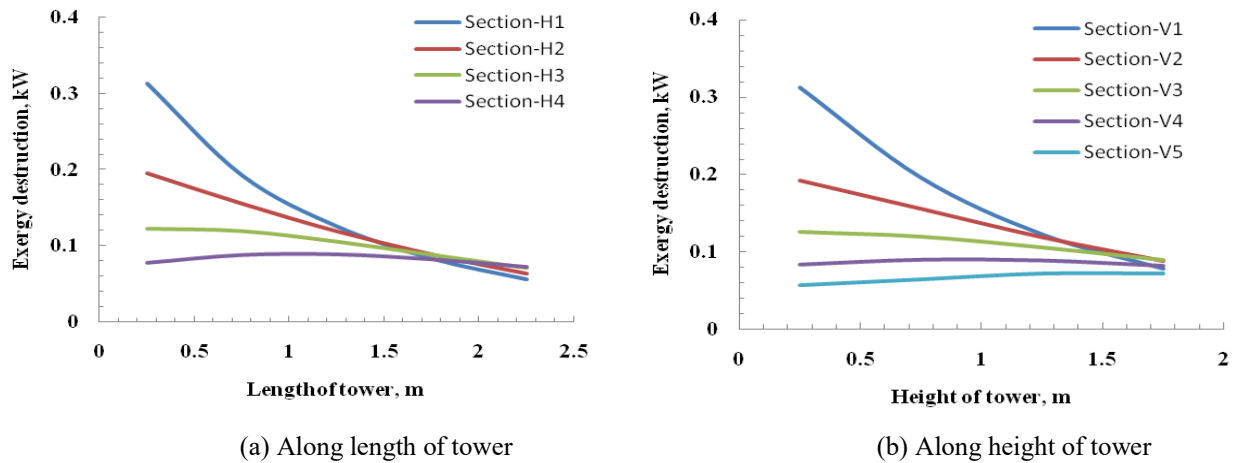 0.4
0.3
0.2
0.1
0
Exergy destruction, kW
Section-H1
Section-H2
Section-H3
Section-H4
0 0.5 1 1.5 2 2.5
Lengthof tower, m
(a) Along length of tower
0.4
0.3
0.2
0.1
0
Exergy destruction, kW
Section-V1
Section-V2
Section-V3
Section-V4
Section-V5
0 0.5 1 1.5 2
Height of tower, m
(b) Along height of tower